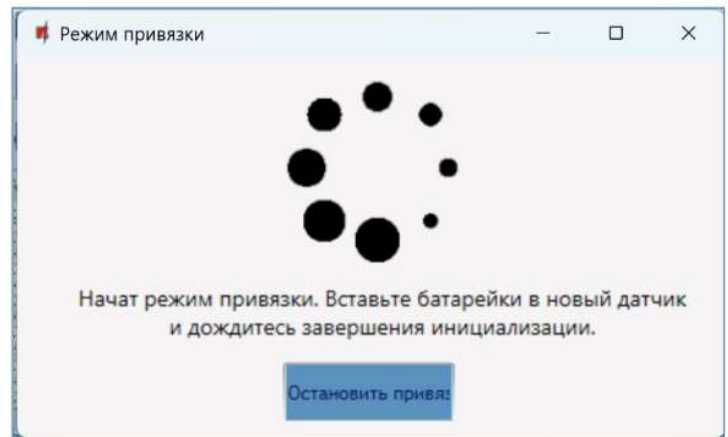 Режим привязки
Начат режим привязки. Вставьте батарейки в новый датчик
и дождитесь завершения инициализации.
Остановить привяз